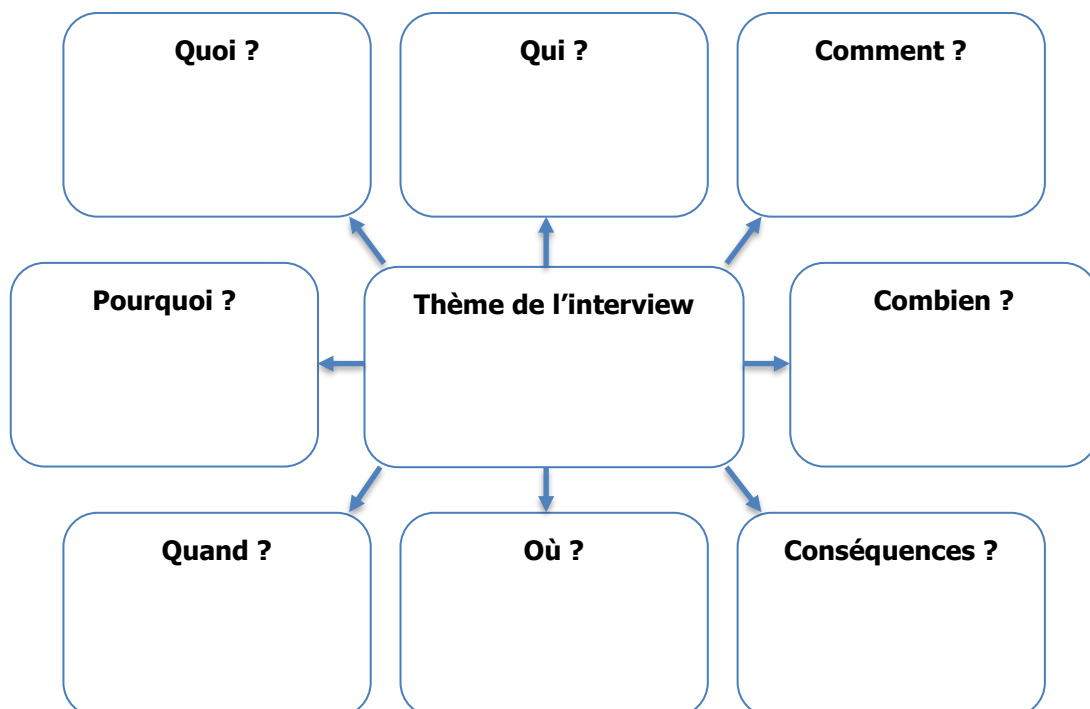 Quoi ?
Qui ?
Comment ?
Pourquoi ?
Thème de l’interview
Combien ?
Quand ?
Où ?
Conséquences ?